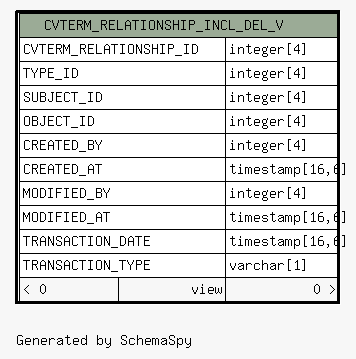 CVTERM_RELATIONSHIP_INCL_DEL_V
CVTERM_RELATIONSHIP_ID integer[4]
TYPE_ID integer[4]
SUBJECT_ID integer[4]
OBJECT_ID integer[4]
CREATED_BY integer[4]
CREATED_AT timestamp[16,6]
MODIFIED_BY integer[4]
MODIFIED_AT timestamp[16,6]
TRANSACTION_DATE timestamp[16,6]
TRANSACTION_TYPE varchar[1]
< 0 view 0 >
Generated by SchemaSpy